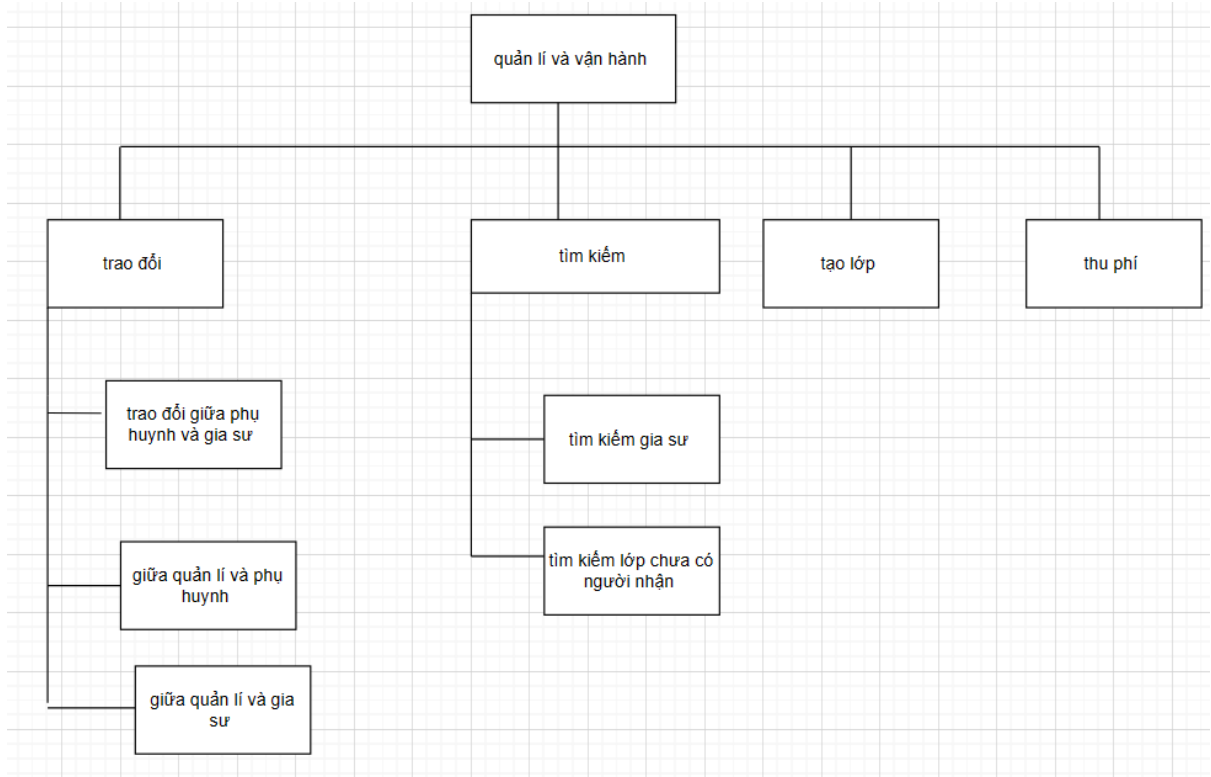 quản lí và vận hành
trao đổi
tìm kiếm
tạo lớp
thu phí
trao đổi giữa phụ
huynh và gia sư
giữa quản lí và phụ
huynh
giữa quản lí và gia
sư
tìm kiếm gia sư
tìm kiếm lớp chưa có
người nhận